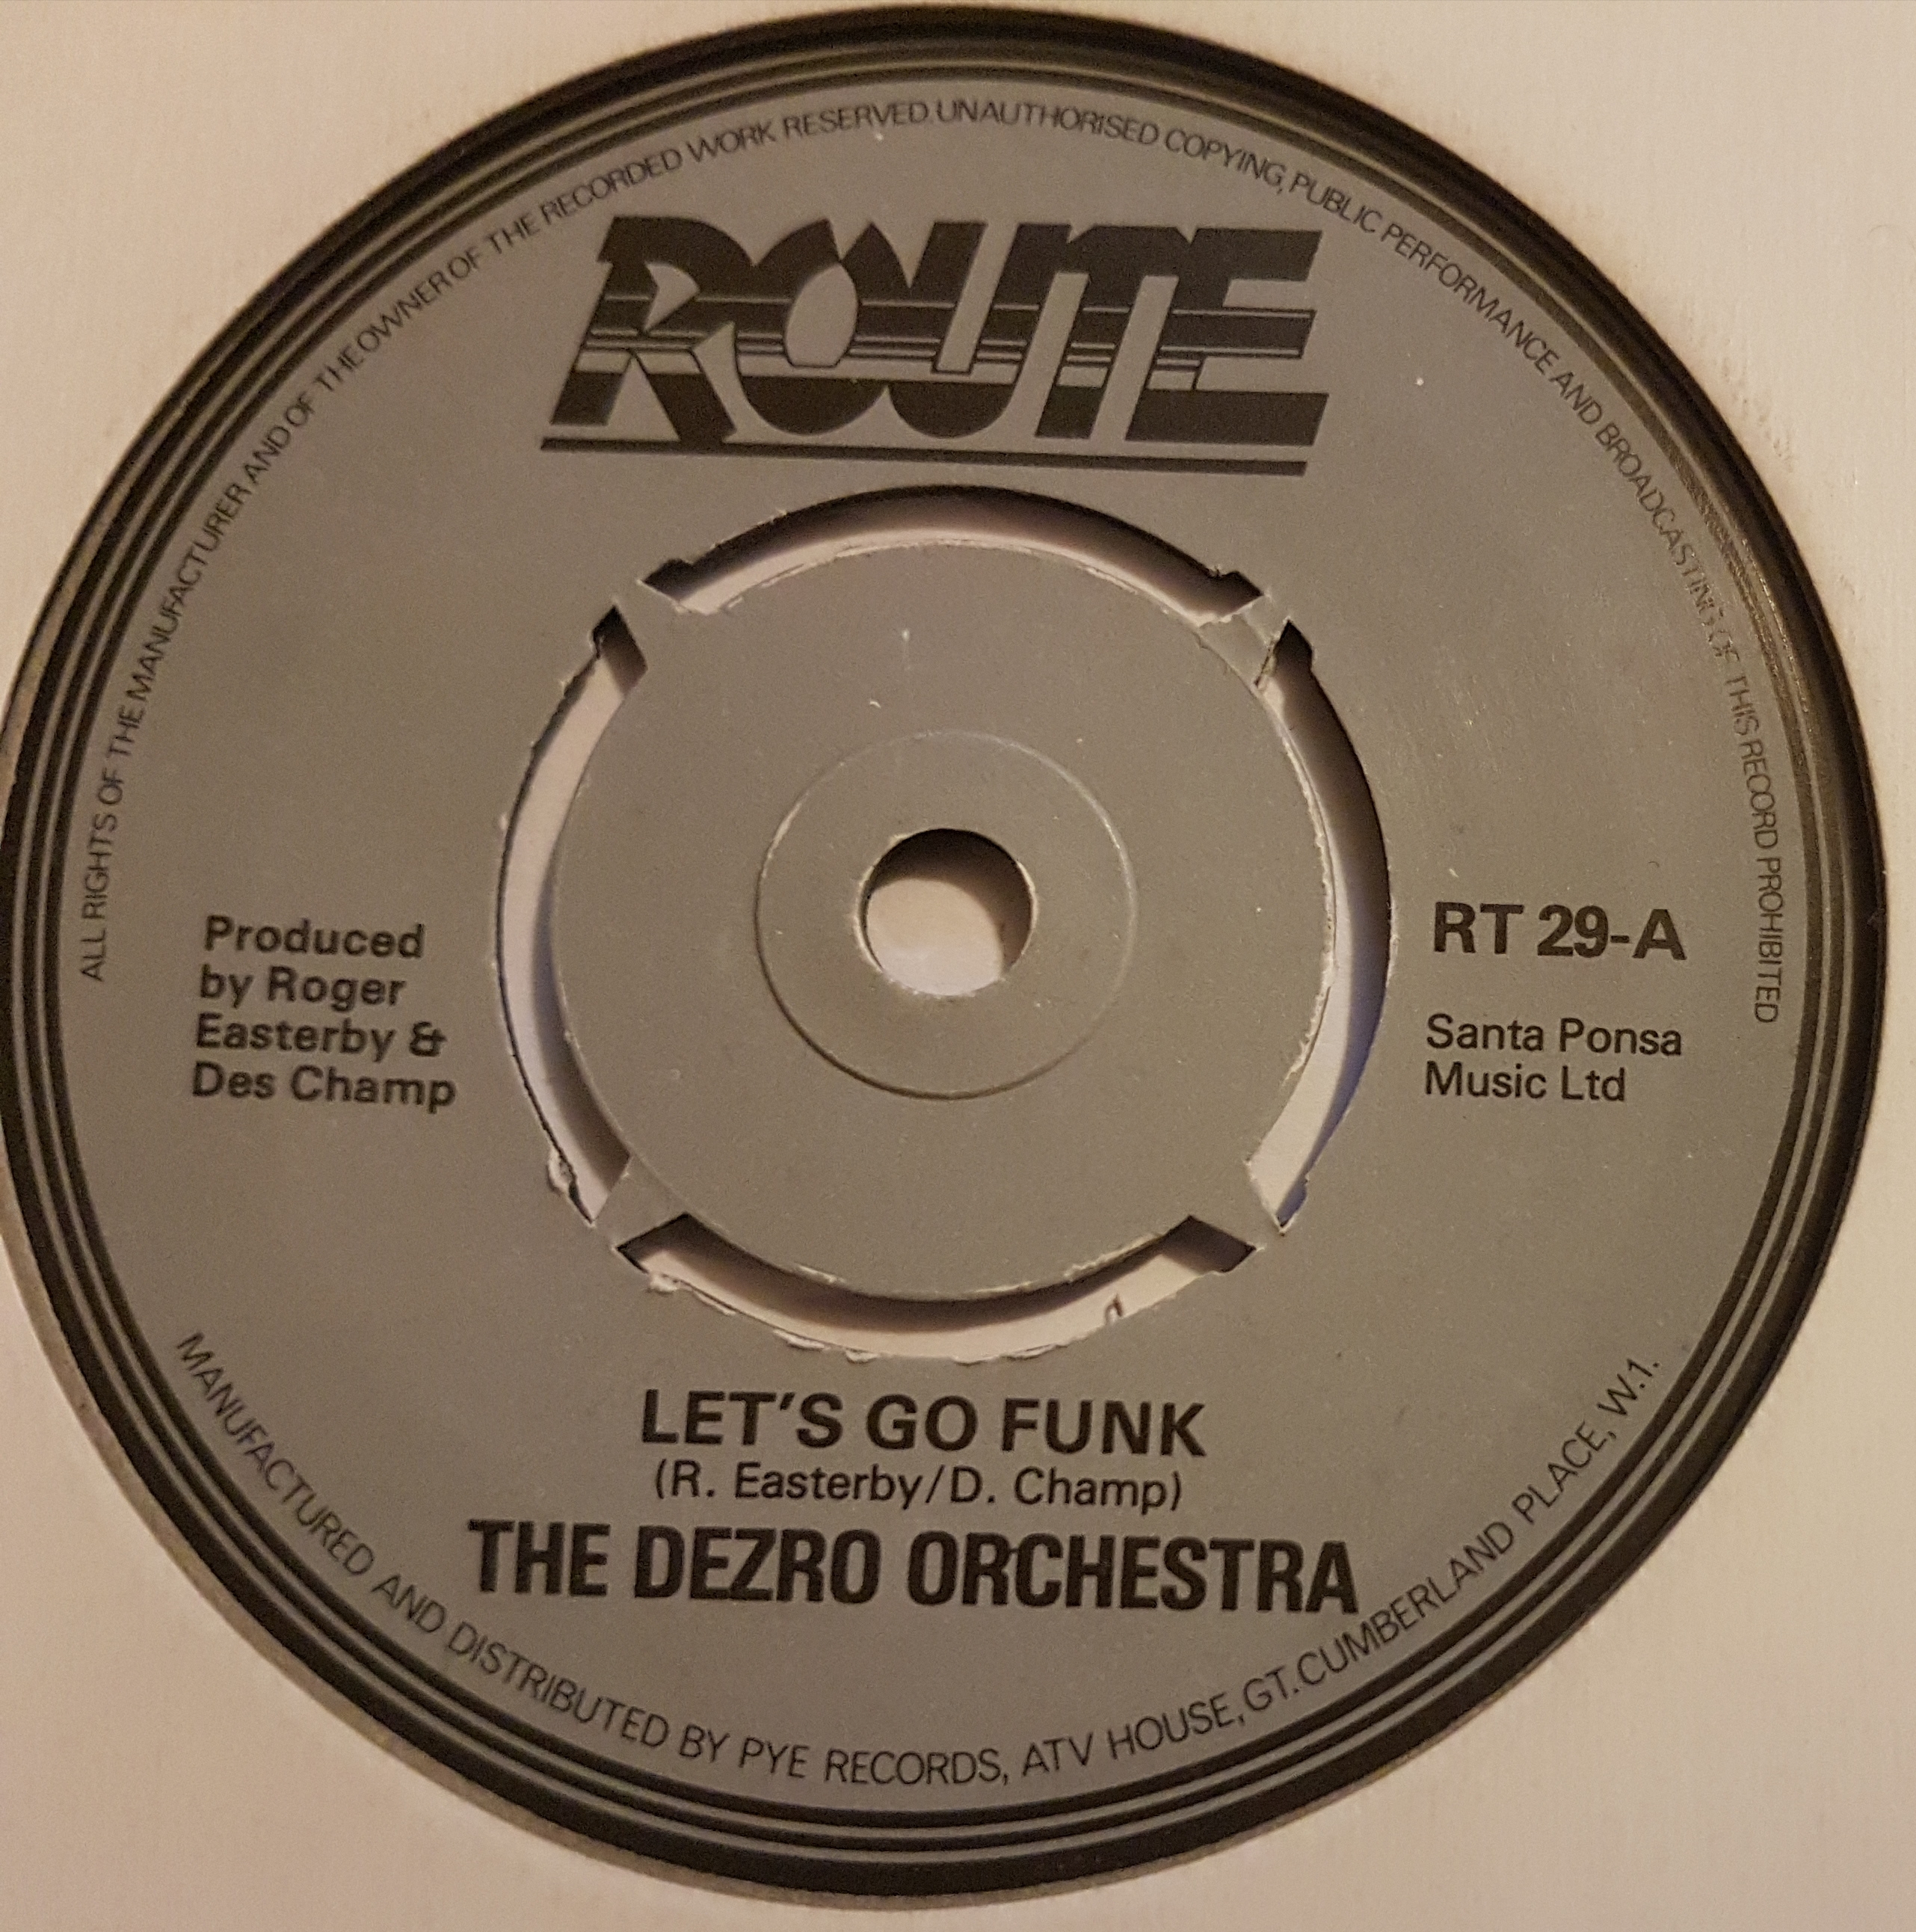 ALL RIGHTS OF THE MANUFACTURER AND OF THE OWNER OF THE RECORDED WORK RESERVED. UNAUTHORISED COPYING, PUBLIC PERFORMANCE AND BROADCASTING OF THIS RECORD PROHIBITED
ROUTE
Produced
by Roger
Easterby &
Des Champ
RT 29-A
Santa Ponsa
Music Ltd
LET'S GO FUNK
(R. Easterby/D. Champ)
THE DEZRO ORCHESTRA
MANUFACTURED AND DISTRIBUTED BY PYE RECORDS, ATV HOUSE, GT. CUMBERLAND PLACE, W.1.